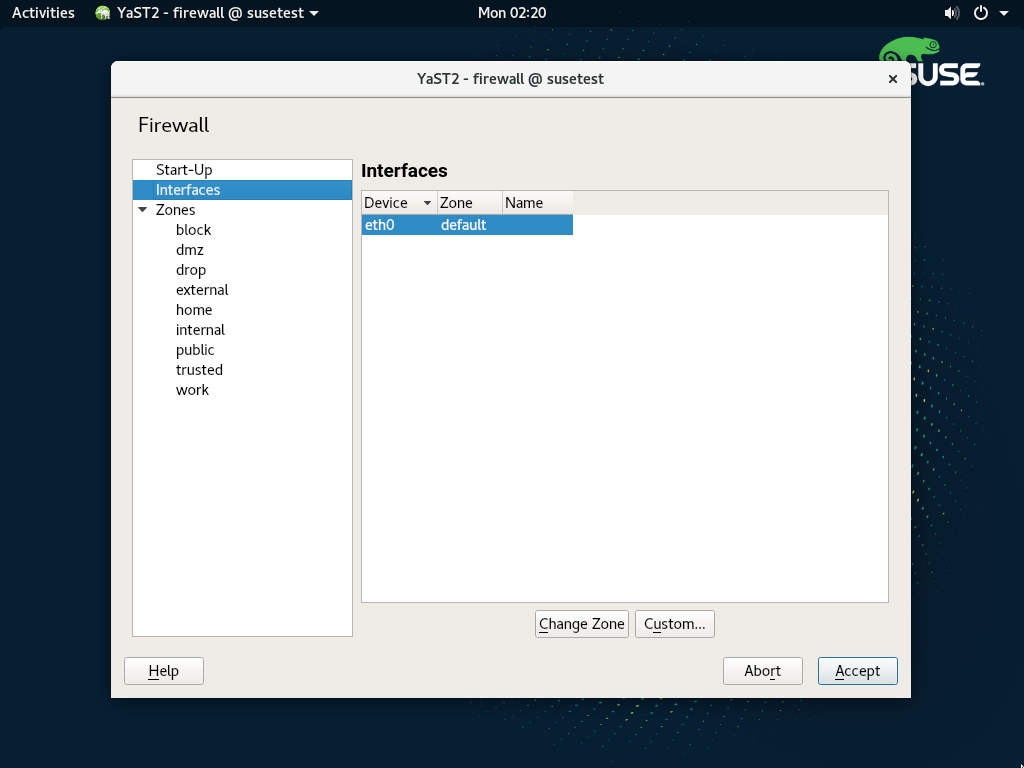 Activities YaST2 - firewall @ susetest Mon 02:20
SUSE
YaST2 - firewall @ susetest
Firewall
Start-Up
Interfaces
Zones
block
dmz
drop
external
home
internal
public
trusted
work
Interfaces
Device Zone Name
eth0 default
Change Zone Custom...
Help Abort Accept